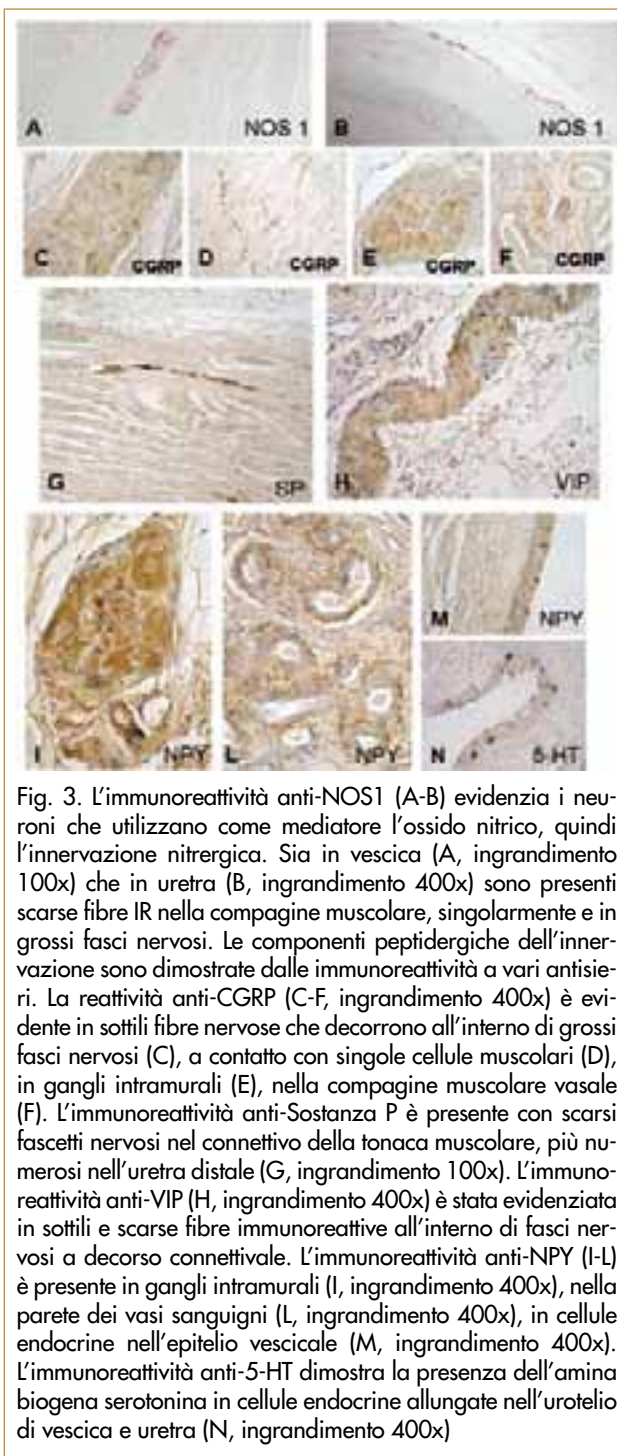 A NOS 1
B NOS 1
C CGRP
D CGRP
E CGRP
F CGRP
G SP
H VIP
I NPY
L NPY
M NPY
N 5-HT
Fig. 3. L'immunoreattività anti-NOS1 (A-B) evidenzia i neu-
roni che utilizzano come mediatore l'ossido nitrico, quindi
l'innervazione nitrergica. Sia in vescica (A, ingrandimento
100x) che in uretra (B, ingrandimento 400x) sono presenti
scarse fibre IR nella compagine muscolare, singolarmente e in
grossi fasci nervosi. Le componenti peptidergiche dell'inner-
vazione sono dimostrate dalle immunoreattività a vari antisie-
ri. La reattività anti-CGRP (C-F, ingrandimento 400x) è evi-
dente in sottili fibre nervose che decorrono all'interno di grossi
fasci nervosi (C), a contatto con singole cellule muscolari (D),
in gangli intramurali (E), nella compagine muscolare vasale
(F). L'immunoreattività anti-Sostanza P è presente con scarsi
fascetti nervosi nel connettivo della tonaca muscolare, più nu-
merosi nell'uretra distale (G, ingrandimento 100x). L'immuno-
reattività anti-VIP (H, ingrandimento 400x) è stata evidenziata
in sottili e scarse fibre immunoreattive all'interno di fasci ner-
vosi a decorso connettivale. L'immunoreattività anti-NPY (I-L)
è presente in gangli intramurali (I, ingrandimento 400x), nella
parete dei vasi sanguigni (L, ingrandimento 400x), in cellule
endocrine nell'epitelio vescicale (M, ingrandimento 400x).
L'immunoreattività anti-5-HT dimostra la presenza dell'amina
biogena serotonina in cellule endocrine allungate nell'urotelio
di vescica e uretra (N, ingrandimento 400x)